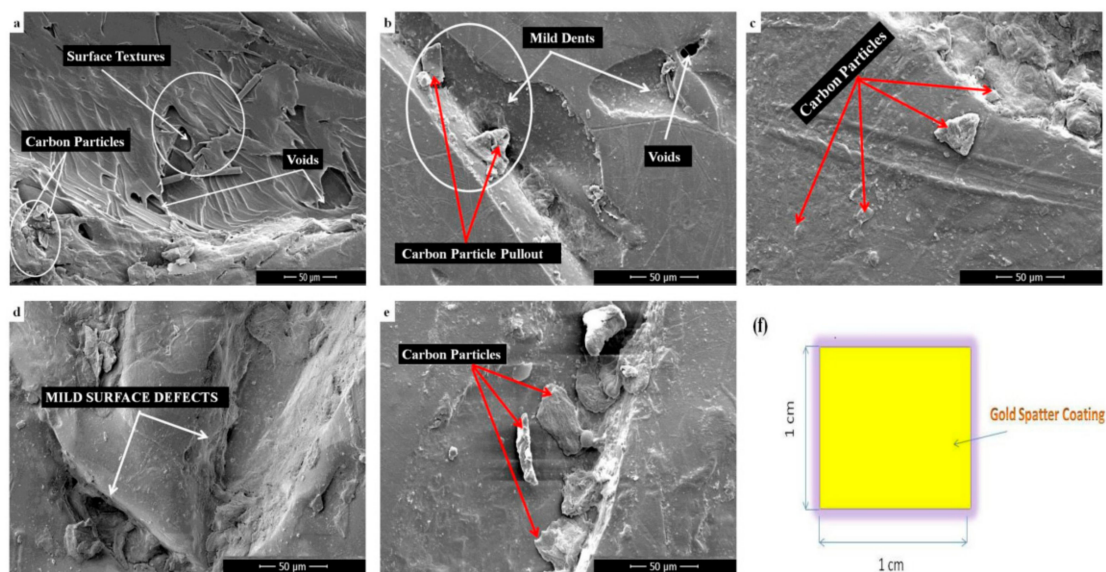 a
Surface Textures
Carbon Particles
Voids
50 µm
b
Mild Dents
Voids
Carbon Particle Pullout
50 µm
c
Carbon Particles
50 µm
d
MILD SURFACE DEFECTS
50 µm
e
Carbon Particles
50 µm
(f)
1 cm
Gold Spatter Coating
1 cm